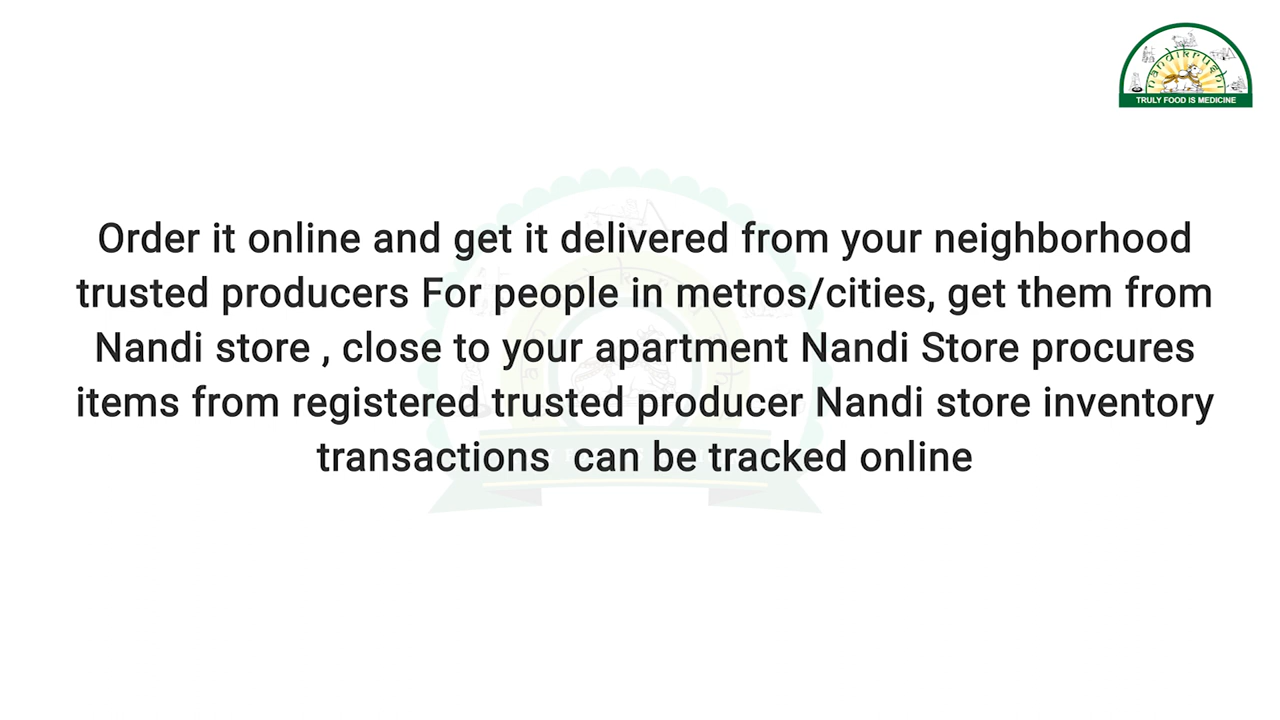 nandikrushi
TRULY FOOD IS MEDICINE
Order it online and get it delivered from your neighborhood
trusted producers For people in metros/cities, get them from
Nandi store , close to your apartment Nandi Store procures
items from registered trusted producer Nandi store inventory
transactions  can be tracked online